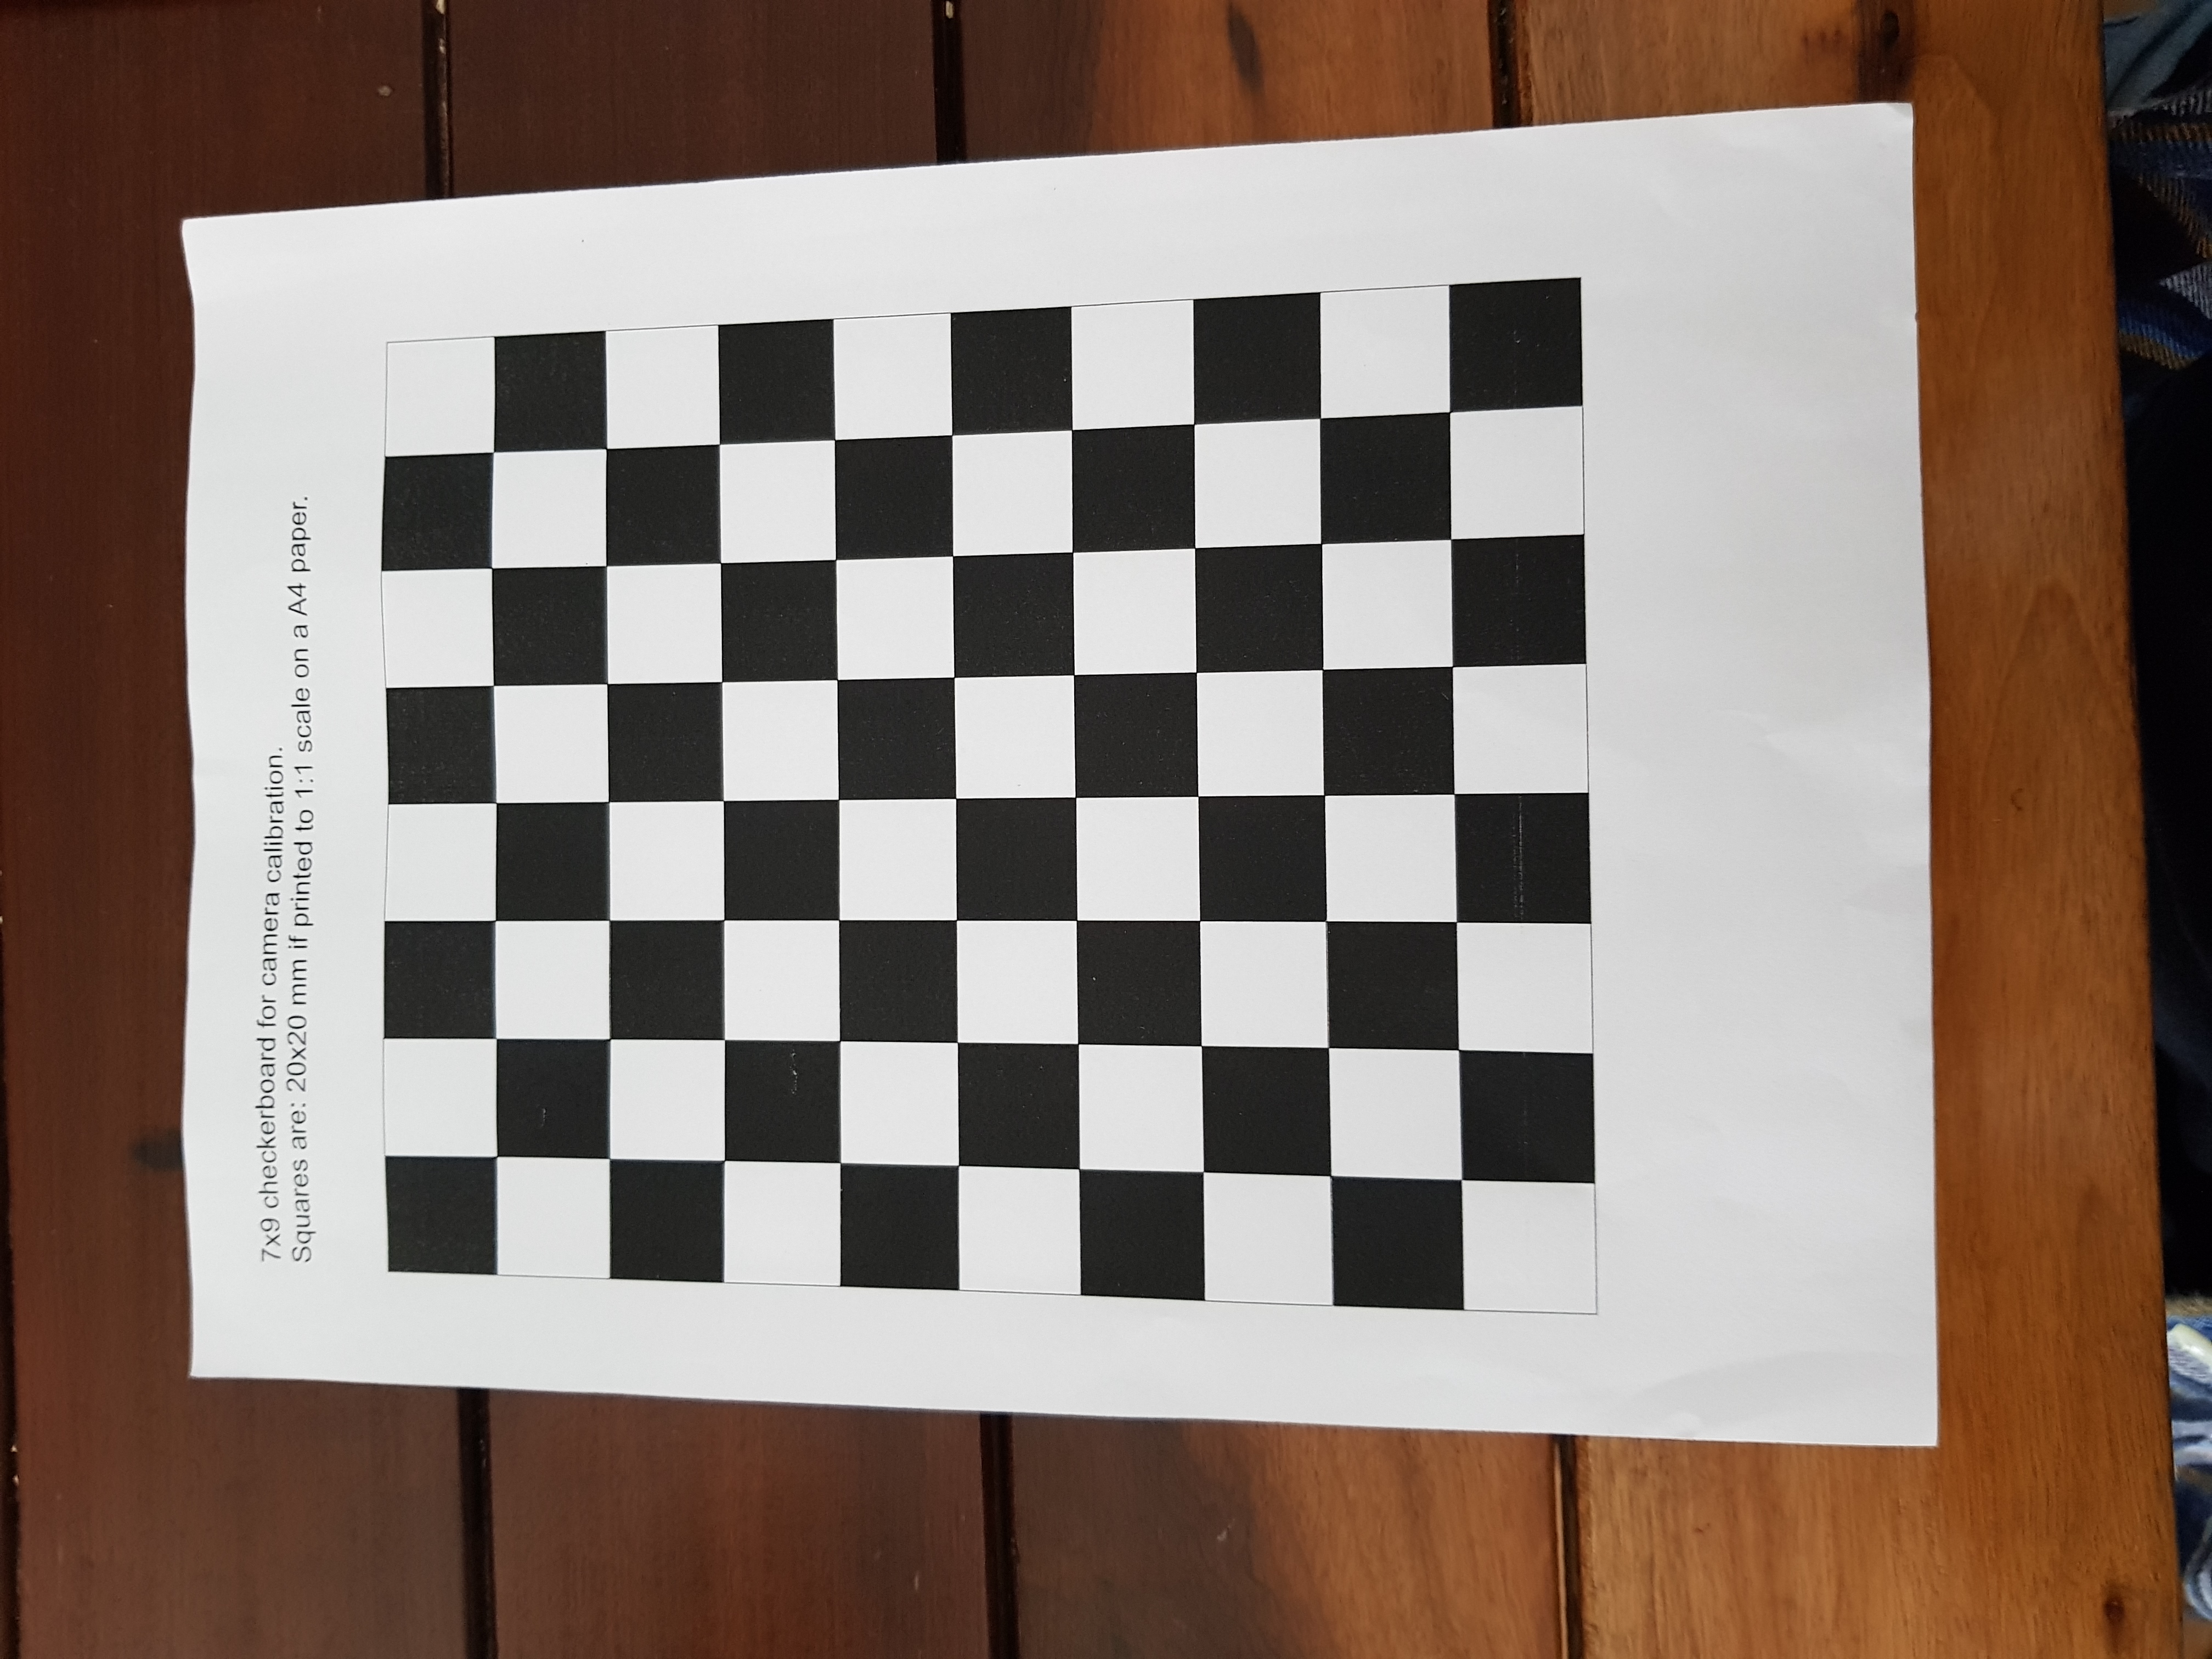 7x9 checkerboard for camera calibration.
Squares are: 20x20 mm if printed to 1:1 scale on a A4 paper.